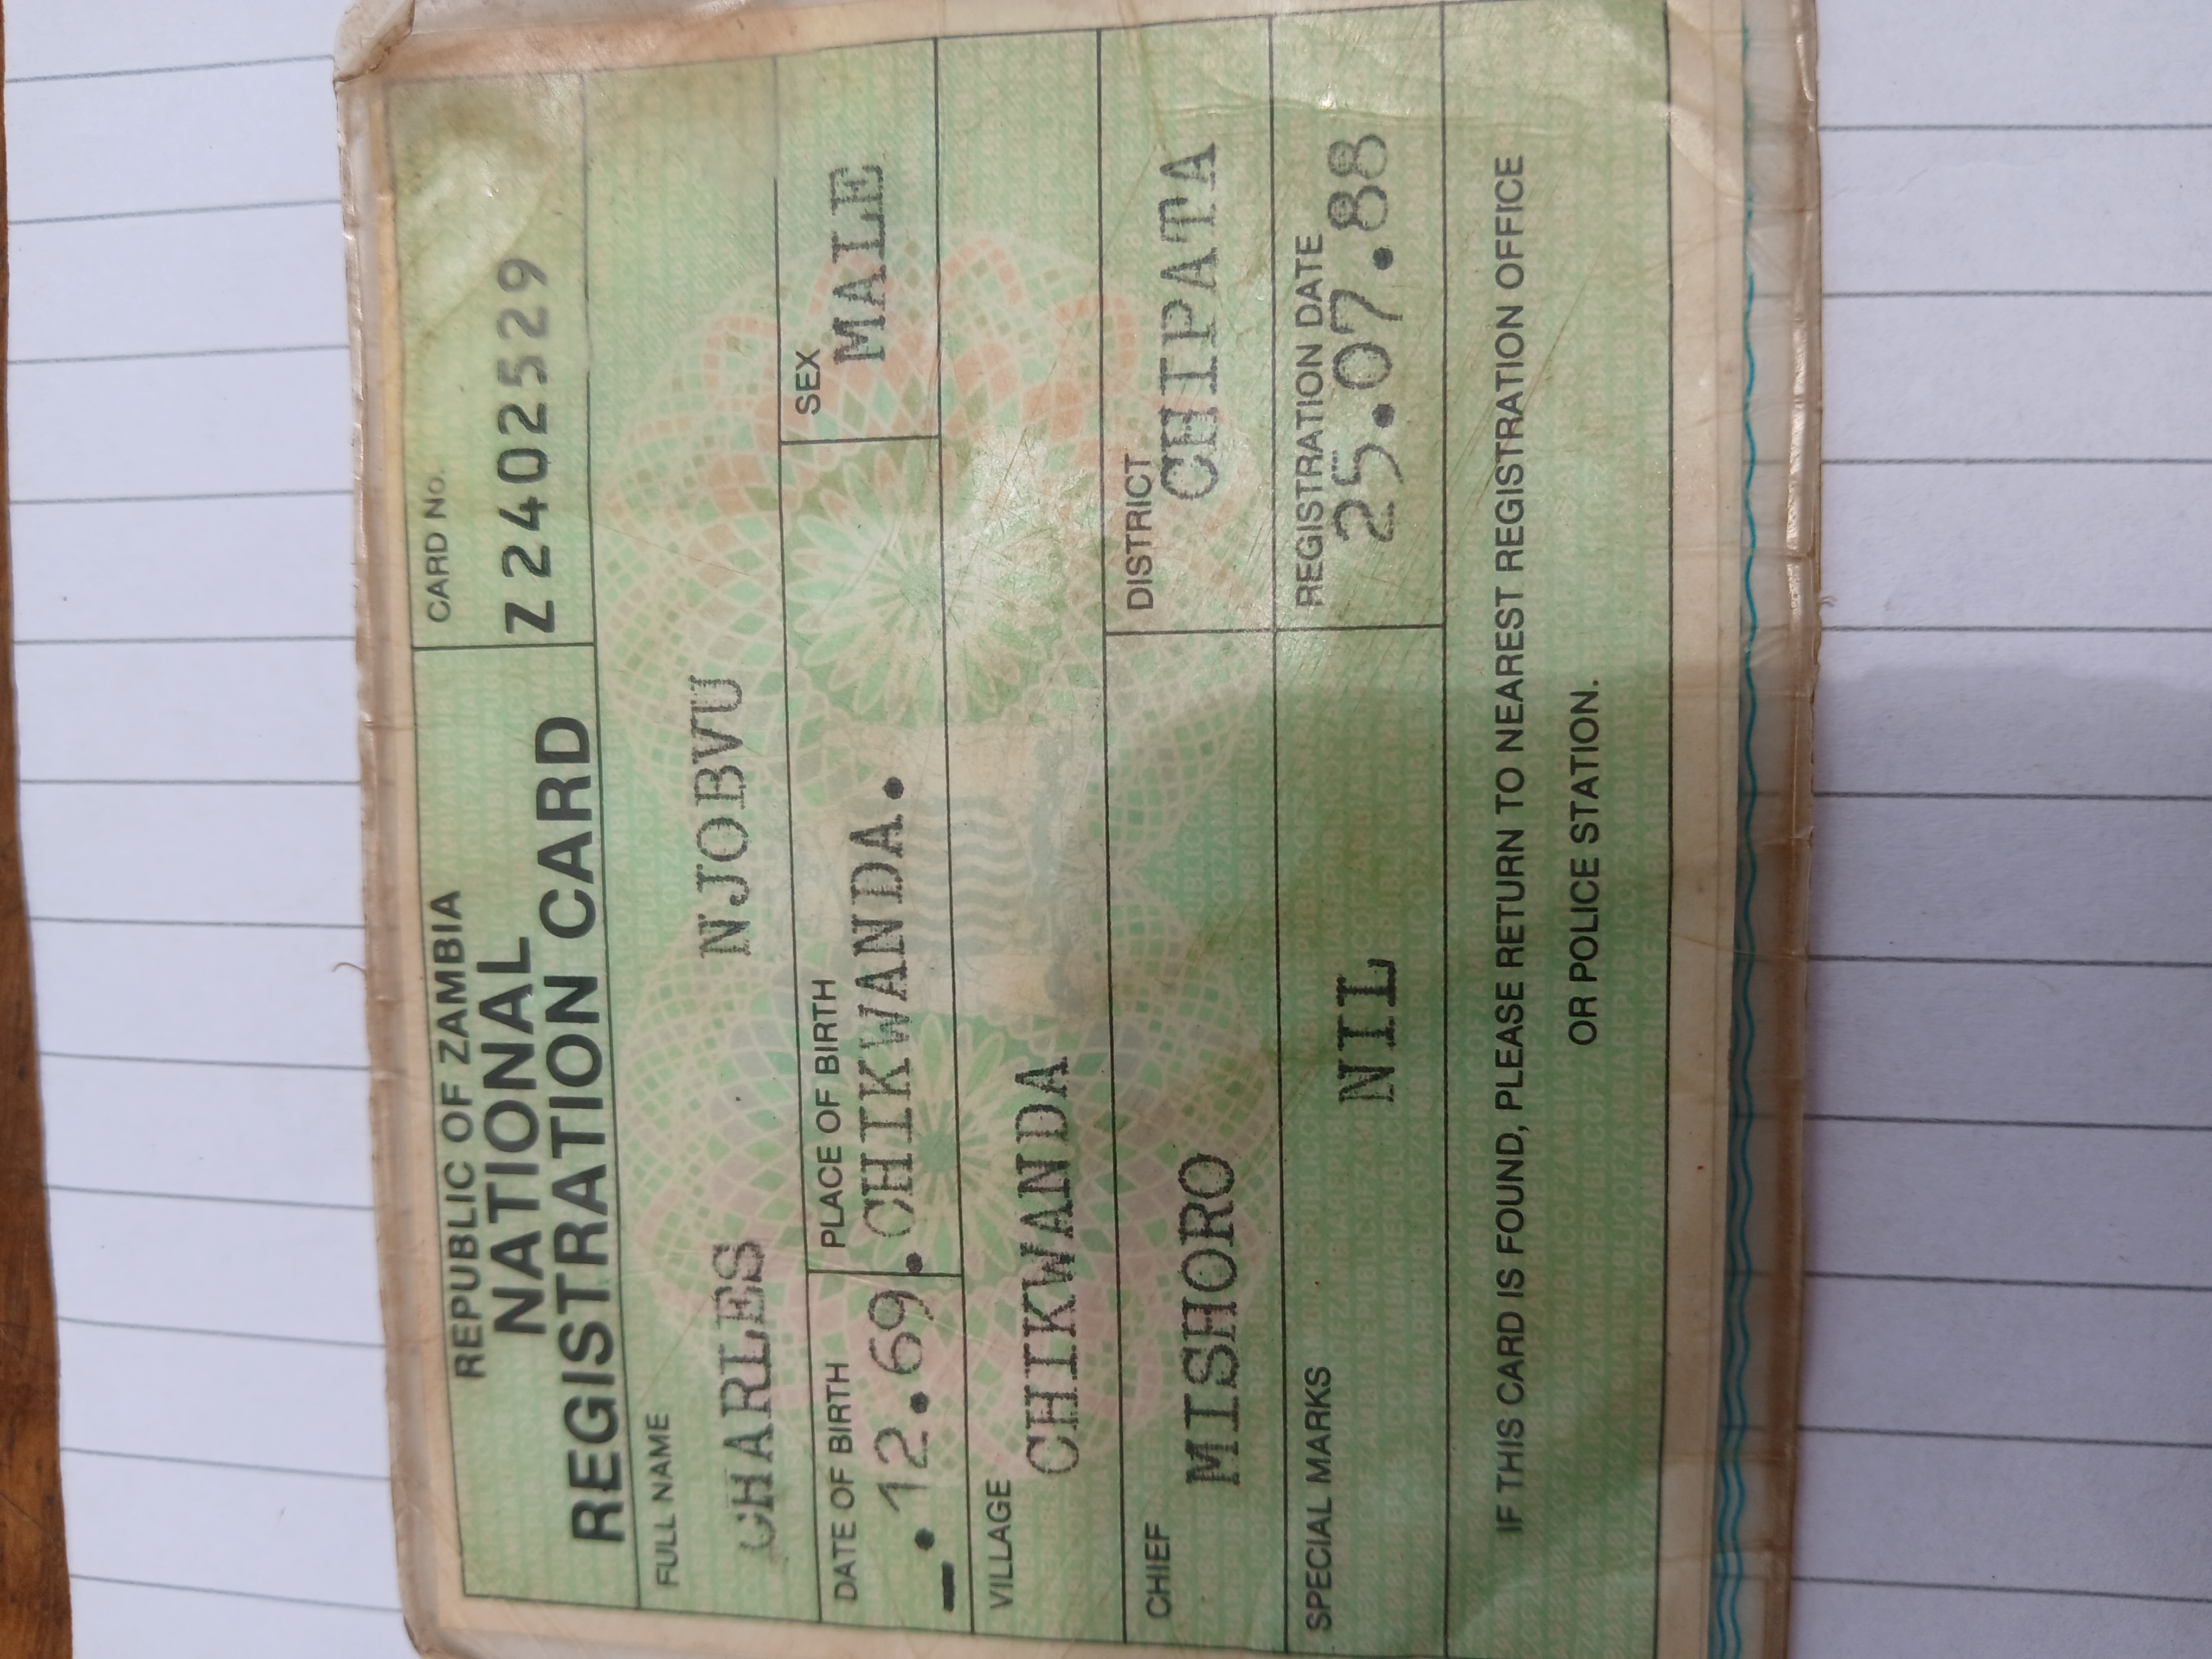 REPUBLIC OF ZAMBIA
NATIONAL
REGISTRATION CARD
CARD No.
Z 2402529
FULL NAME
CHARLES NJOBVU
DATE OF BIRTH
–.12.69.
PLACE OF BIRTH
.CHIKWANDA.
SEX
MALE
VILLAGE
CHIKWANDA
CHIEF
MISHORO
DISTRICT
CHIPATA
SPECIAL MARKS
NIL
REGISTRATION DATE
25.07.88
IF THIS CARD IS FOUND, PLEASE RETURN TO NEAREST REGISTRATION OFFICE
OR POLICE STATION.